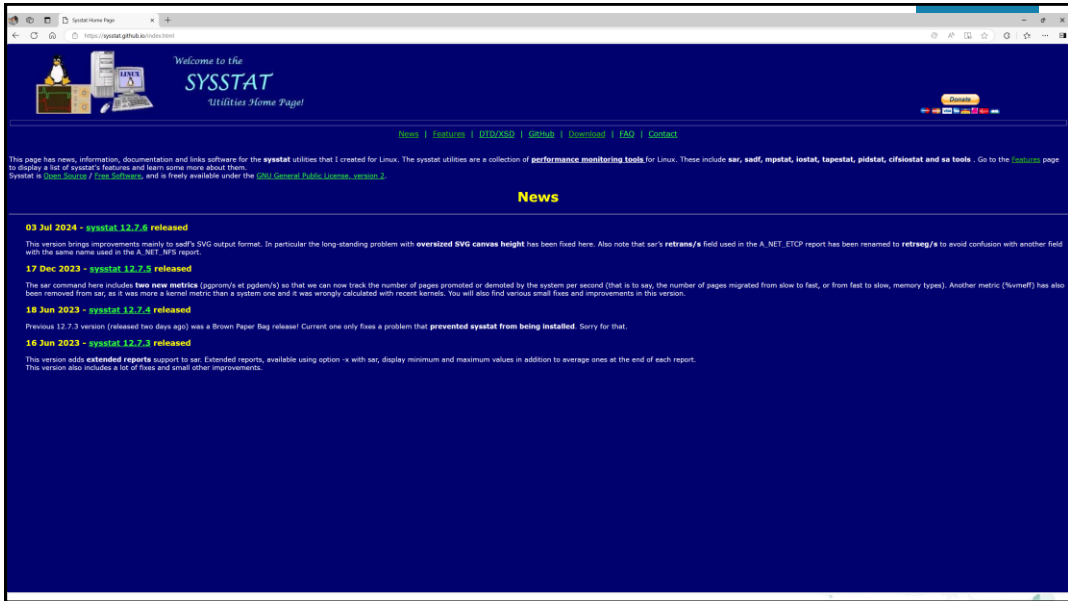 Sysstat Home Page
https://sysstat.github.io/index.html
LINUX
Welcome to the
SYSSTAT
Utilities Home Page!
Donate
News | Features | DTD/XSD | GitHub | Download | FAQ | Contact
This page has news, information, documentation and links software for the sysstat utilities that I created for Linux. The sysstat utilities are a collection of performance monitoring tools for Linux. These include sar, sadf, mpstat, iostat, tapestat, pidstat, cifsiostat and sa tools . Go to the Features page
to display a list of sysstat's features and learn some more about them.
Sysstat is Open Source / Free Software, and is freely available under the GNU General Public License, version 2.
News
03 Jul 2024 - sysstat 12.7.6 released
This version brings improvements mainly to sadf's SVG output format. In particular the long-standing problem with oversized SVG canvas height has been fixed here. Also note that sar's retrans/s field used in the A_NET_ETCP report has been renamed to retrseg/s to avoid confusion with another field
with the same name used in the A_NET_NFS report.
17 Dec 2023 - sysstat 12.7.5 released
The sar command here includes two new metrics (pgprom/s et pgdem/s) so that we can now track the number of pages promoted or demoted by the system per second (that is to say, the number of pages migrated from slow to fast, or from fast to slow, memory types). Another metric (%vmeff) has also
been removed from sar, as it was more a kernel metric than a system one and it was wrongly calculated with recent kernels. You will also find various small fixes and improvements in this version.
18 Jun 2023 - sysstat 12.7.4 released
Previous 12.7.3 version (released two days ago) was a Brown Paper Bag release! Current one only fixes a problem that prevented sysstat from being installed. Sorry for that.
16 Jun 2023 - sysstat 12.7.3 released
This version adds extended reports support to sar. Extended reports, available using option -x with sar, display minimum and maximum values in addition to average ones at the end of each report.
This version also includes a lot of fixes and small other improvements.